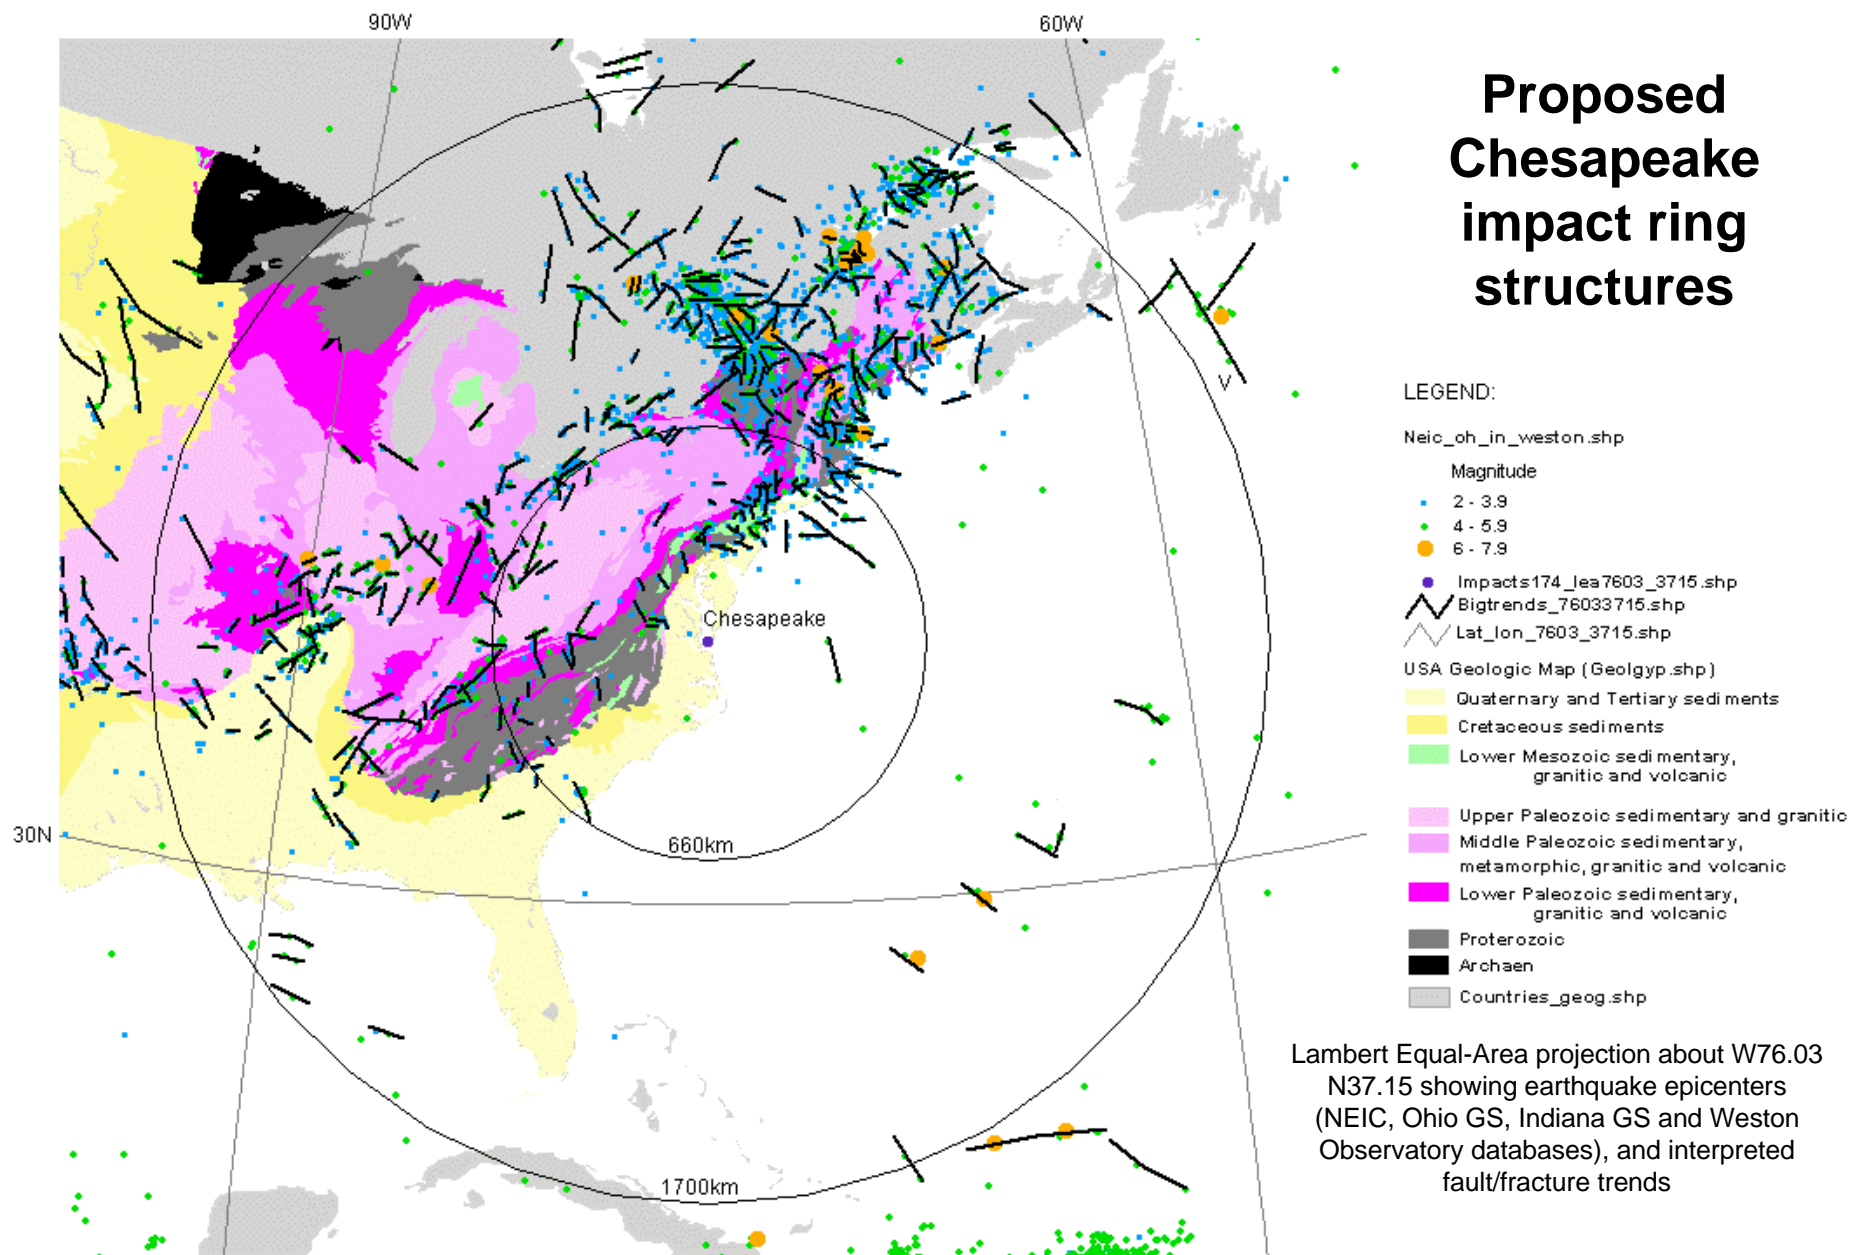 90W
60W
Proposed
Chesapeake
impact ring
structures
LEGEND:
Neic_oh_in_weston.shp
Magnitude
2 - 3.9
4 - 5.9
6 - 7.9
Impacts174_lea7603_3715.shp
Bigtrends_76033715.shp
Lat_lon_7603_3715.shp
USA Geologic Map (Geolgyp.shp)
Quaternary and Tertiary sediments
Cretaceous sediments
Lower Mesozoic sedimentary,
granitic and volcanic
Upper Paleozoic sedimentary and granitic
Middle Paleozoic sedimentary,
metamorphic, granitic and volcanic
Lower Paleozoic sedimentary,
granitic and volcanic
Proterozoic
Archaen
Countries_geog.shp
Chesapeake
30N
660km
1700km
Lambert Equal-Area projection about W76.03
N37.15 showing earthquake epicenters
(NEIC, Ohio GS, Indiana GS and Weston
Observatory databases), and interpreted
fault/fracture trends